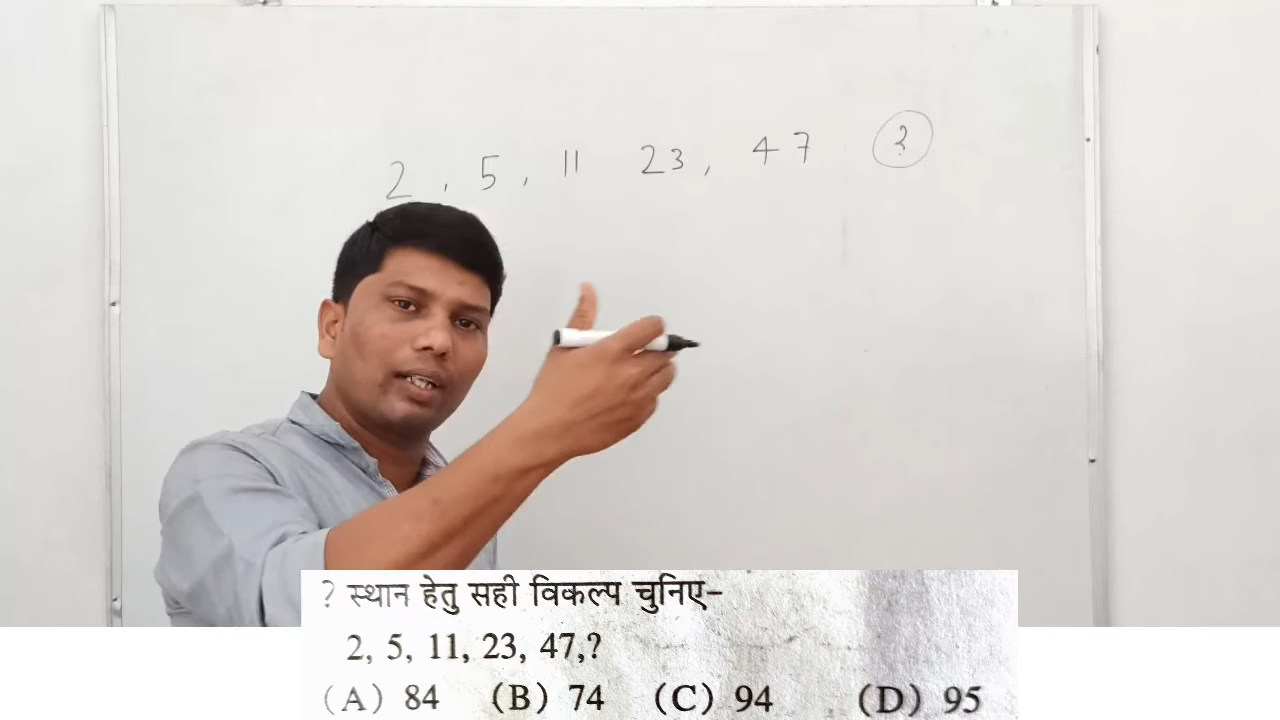 2, 5, 11 23, 47 ?
? स्थान हेतु सही विकल्प चुनिए-
2, 5, 11, 23, 47,?
(A) 84 (B) 74 (C) 94 (D) 95